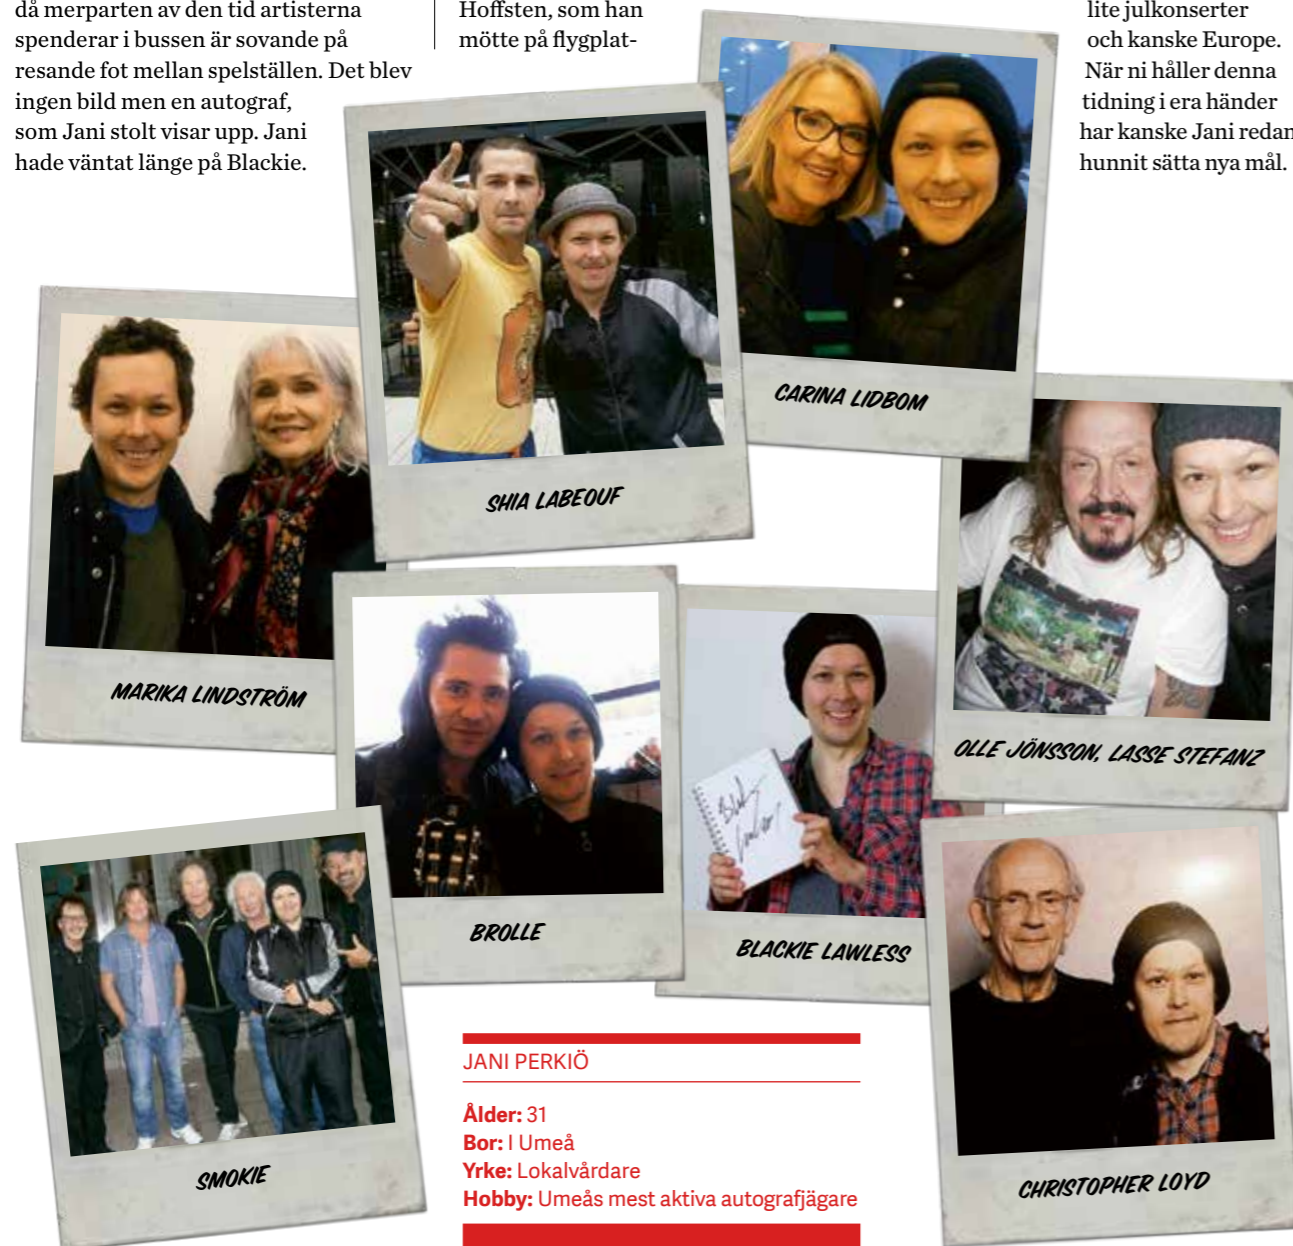 då merparten av den tid artisterna
spenderar i bussen är sovande på
resande fot mellan spelställen. Det blev
ingen bild men en autograf,
som Jani stolt visar upp. Jani
hade väntat länge på Blackie.
Hoffsten, som han
mötte på flygplat-
lite julkonserter
och kanske Europe.
När ni håller denna
tidning i era händer
har kanske Jani redan
hunnit sätta nya mål.
SHIA LABEOUF
CARINA LIDBOM
MARIKA LINDSTRÖM
OLLE JÖNSSON, LASSE STEFANZ
BROLLE
BLACKIE LAWLESS
SMOKIE
CHRISTOPHER LOYD
JANI PERKIÖ
Ålder: 31
Bor: I Umeå
Yrke: Lokalvårdare
Hobby: Umeås mest aktiva autografjägare